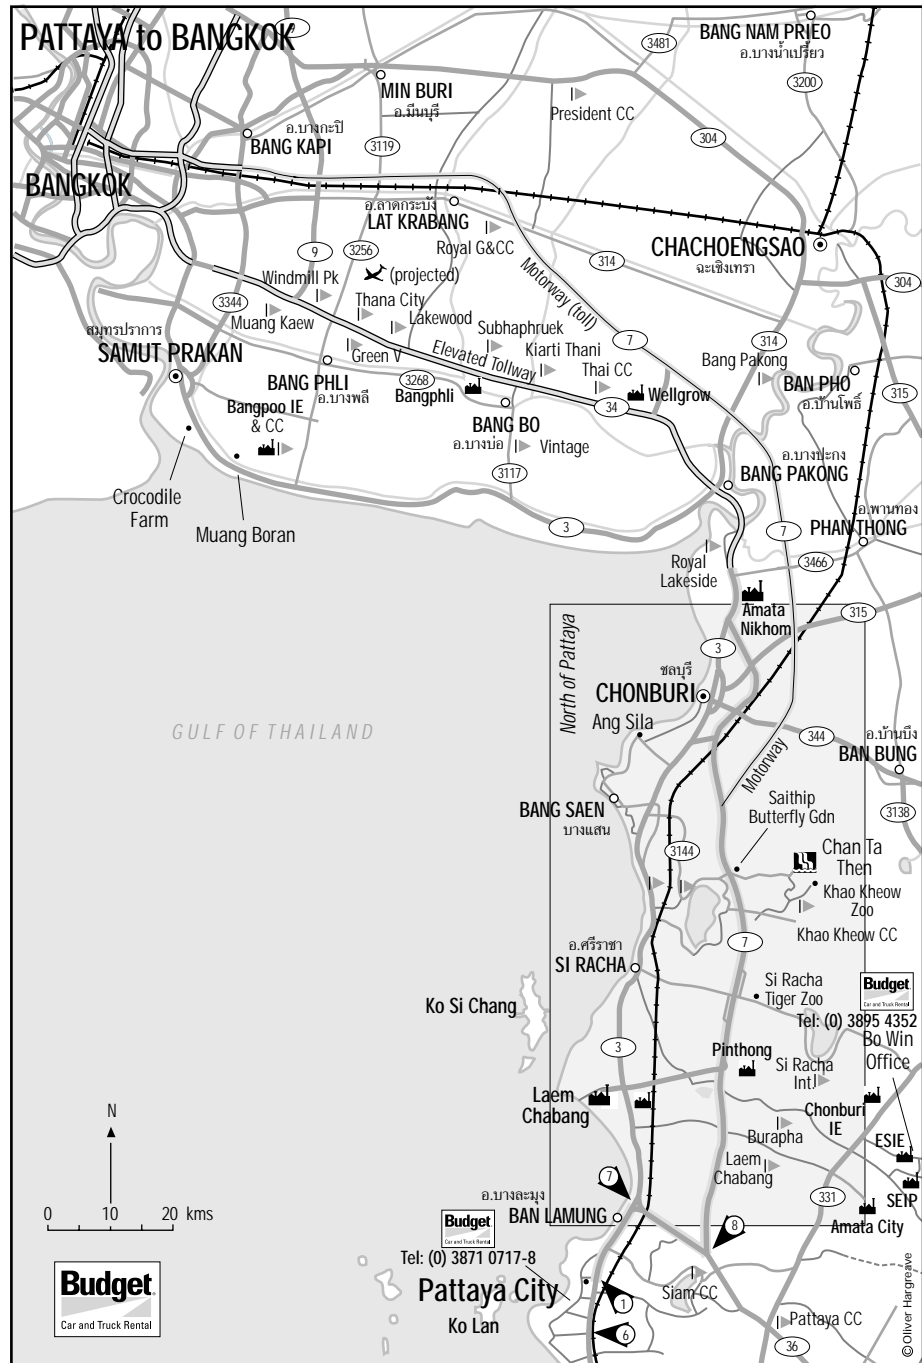 PATTAYA to BANGKOK
BANG NAM PRIEO
อ.บางน้ำเปรี้ยว
3481
3200
MIN BURI
อ.มีนบุรี
President CC
อ.บางกะปิ
BANG KAPI
3119
304
BANGKOK
อ.ลาดกระบัง
LAT KRABANG
Royal G&CC
CHACHOENGSAO
ฉะเชิงเทรา
9
3256
(projected)
314
Motorway (toll)
304
Windmill Pk
3344
Muang Kaew
Thana City
Lakewood
Green V
Subhaphruek
Kiarti Thani
Elevated Tollway
Thai CC
7
314
Bang Pakong
สมุทรปราการ
SAMUT PRAKAN
BANG PHLI
อ.บางพลี
3268
Bangphli
34
Wellgrow
BAN PHO
อ.บ้านโพธิ์
315
Bangpoo IE
& CC
BANG BO
อ.บางบ่อ
Vintage
3117
อ.บางปะกง
BANG PAKONG
Crocodile
Farm
Muang Boran
3
7
อ.พานทอง
PHAN THONG
3466
Royal
Lakeside
Amata
Nikhom
315
North of Pattaya
3
ชลบุรี
CHONBURI
Ang Sila
GULF OF THAILAND
344
อ.บ้านบึง
BAN BUNG
Motorway
BANG SAEN
บางแสน
Saithip
Butterfly Gdn
3138
3144
Chan Ta
Then
Khao Kheow
Zoo
Khao Kheow CC
7
อ.ศรีราชา
SI RACHA
Si Racha
Tiger Zoo
Budget
Car and Truck Rental
Tel: (0) 3895 4352
Bo Win
Office
Ko Si Chang
3
Pinthong
Si Racha
Int.
Laem
Chabang
Chonburi
IE
Burapha
ESIE
Laem
Chabang
SEIP
N
7
331
Amata City
อ.บางละมุง
BAN LAMUNG
8
0 10 20 kms
Budget
Car and Truck Rental
Tel: (0) 3871 0717-8
Pattaya City
Siam CC
Budget
Car and Truck Rental
Ko Lan
1
6
Pattaya CC
36
© Oliver Hargreave